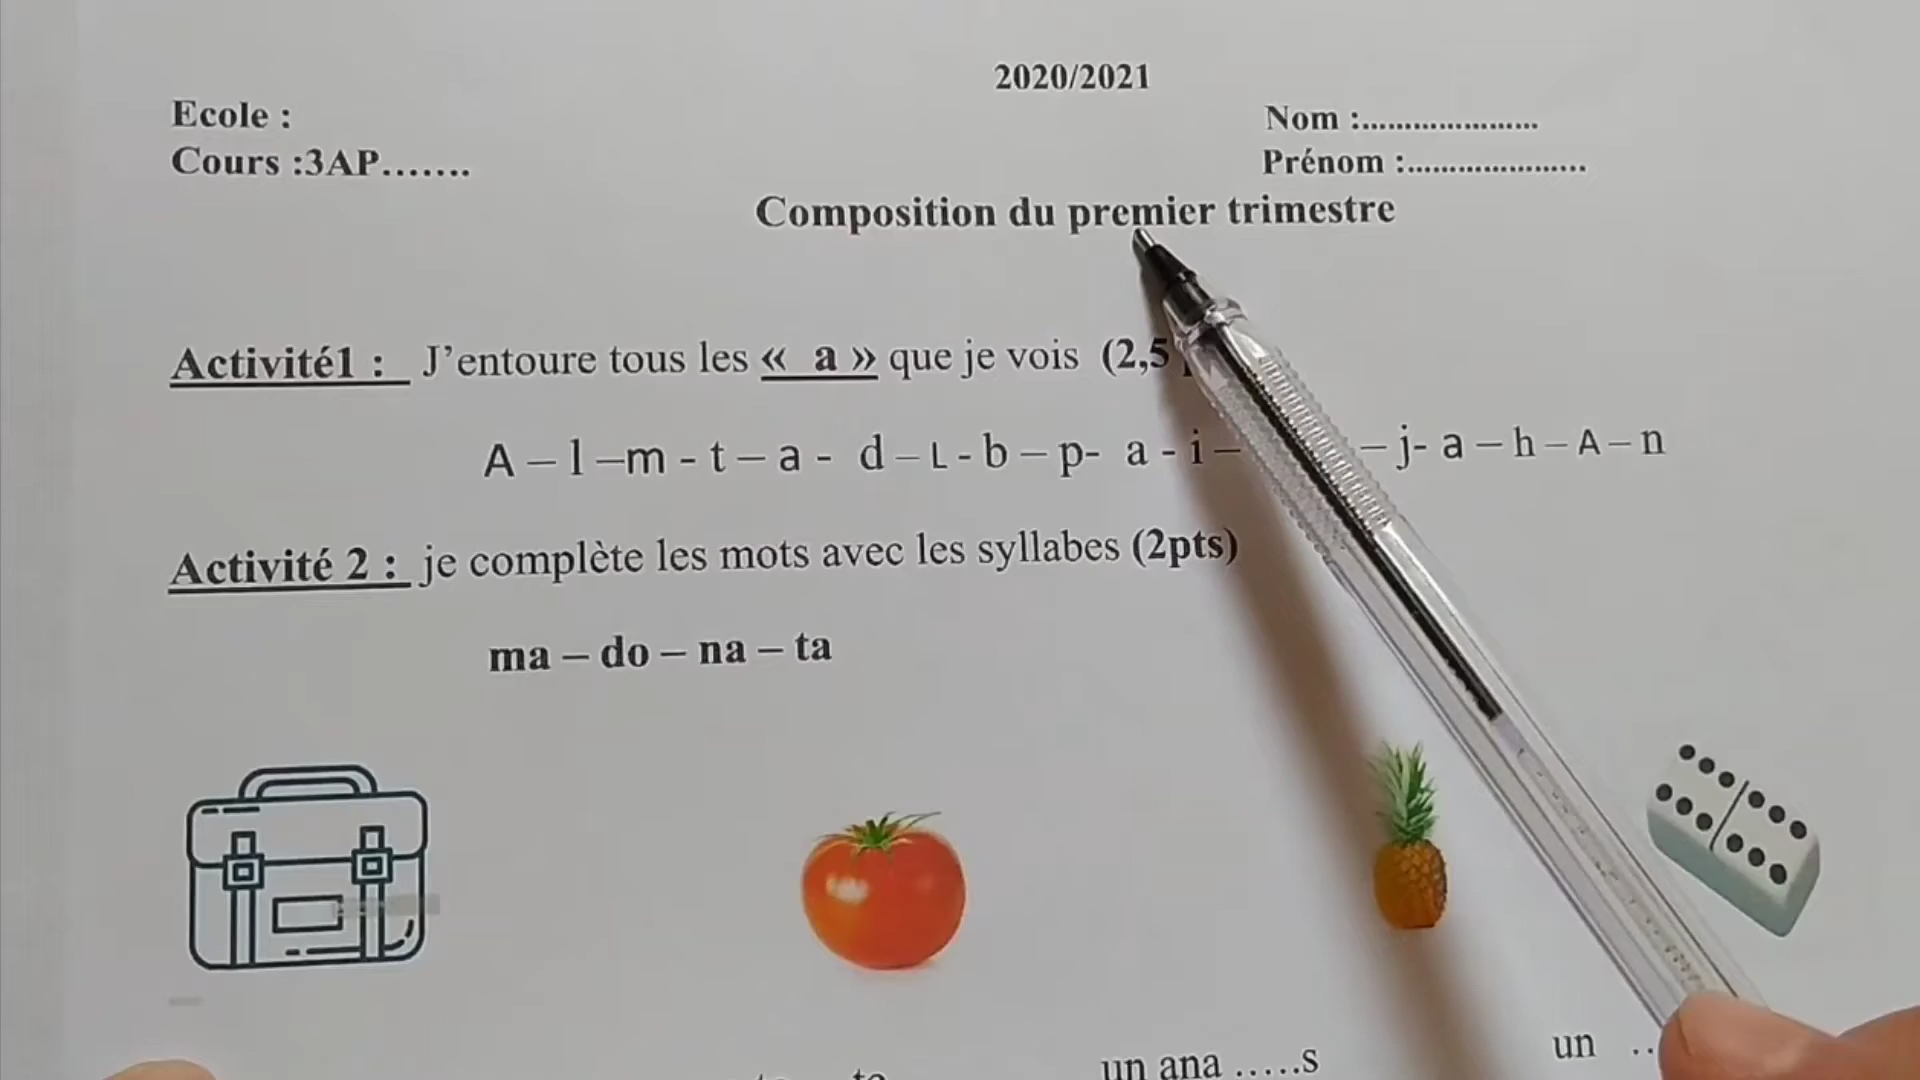 2020/2021
Ecole :
Nom :.....................
Cours :3AP.......
Prénom :.....................
Composition du premier trimestre
Activité1 : J’entoure tous les « a » que je vois (2,5
A – l –m - t – a - d – L - b – p- a - i – – j- a – h – A – n
Activité 2 : je complète les mots avec les syllabes (2pts)
ma – do – na – ta
un ana …..s
un ..